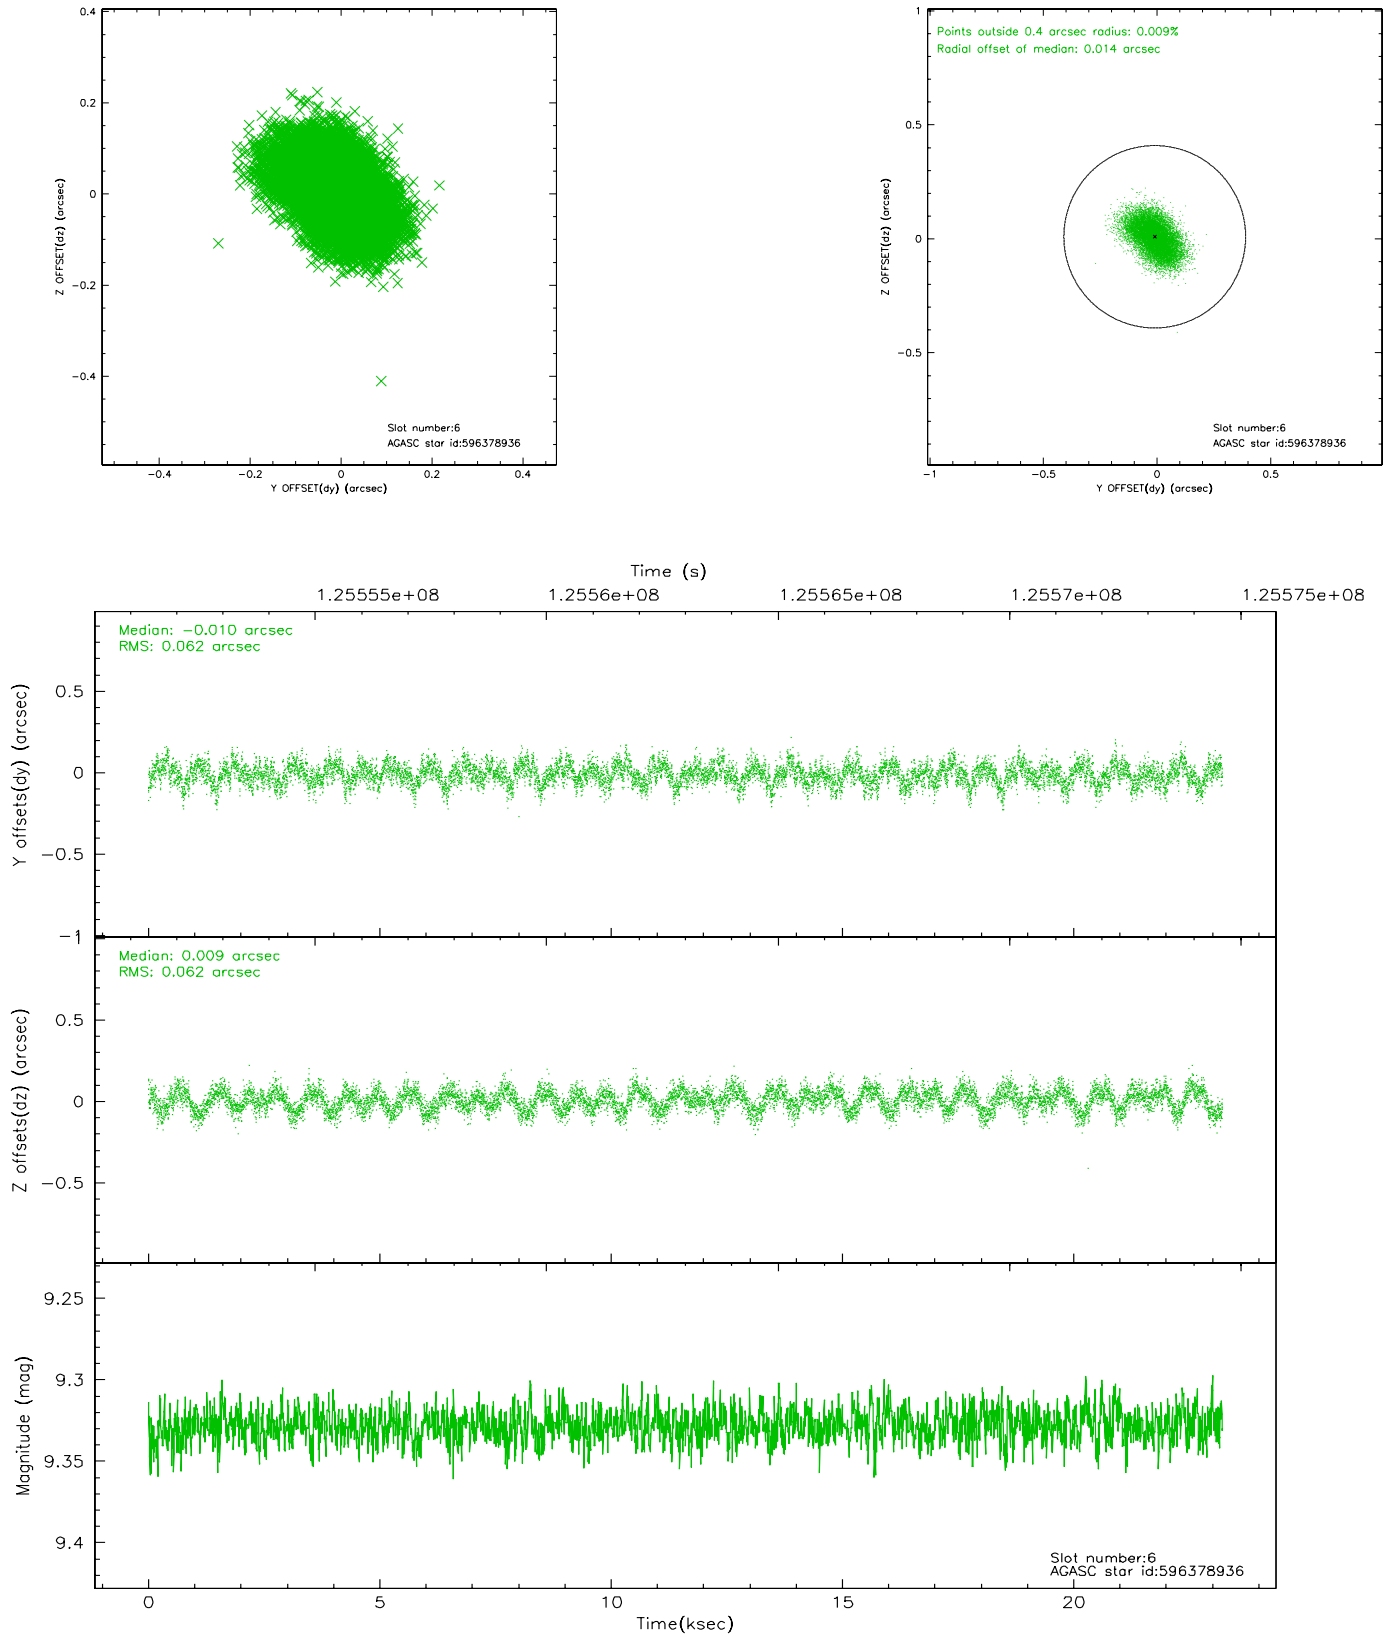 0.4
0.2
0
-0.2
-0.4
Z OFFSET(dz) (arcsec)
Slot number:6
AGASC star id:596378936
-0.4 -0.2 0 0.2 0.4
Y OFFSET(dy) (arcsec)
Points outside 0.4 arcsec radius: 0.009%
Radial offset of median: 0.014 arcsec
1
0.5
0
-0.5
Z OFFSET(dz) (arcsec)
Slot number:6
AGASC star id:596378936
-1 -0.5 0 0.5
Y OFFSET(dy) (arcsec)
Time (s)
1.25555e+08 1.2556e+08 1.25565e+08 1.2557e+08 1.25575e+08
Median: -0.010 arcsec
RMS: 0.062 arcsec
0.5
0
-0.5
-1
Y offsets(dy) (arcsec)
Median: 0.009 arcsec
RMS: 0.062 arcsec
0.5
0
-0.5
Z offsets(dz) (arcsec)
9.25
9.3
9.35
9.4
Magnitude (mag)
Slot number:6
AGASC star id:596378936
0 5 10 15 20
Time(ksec)